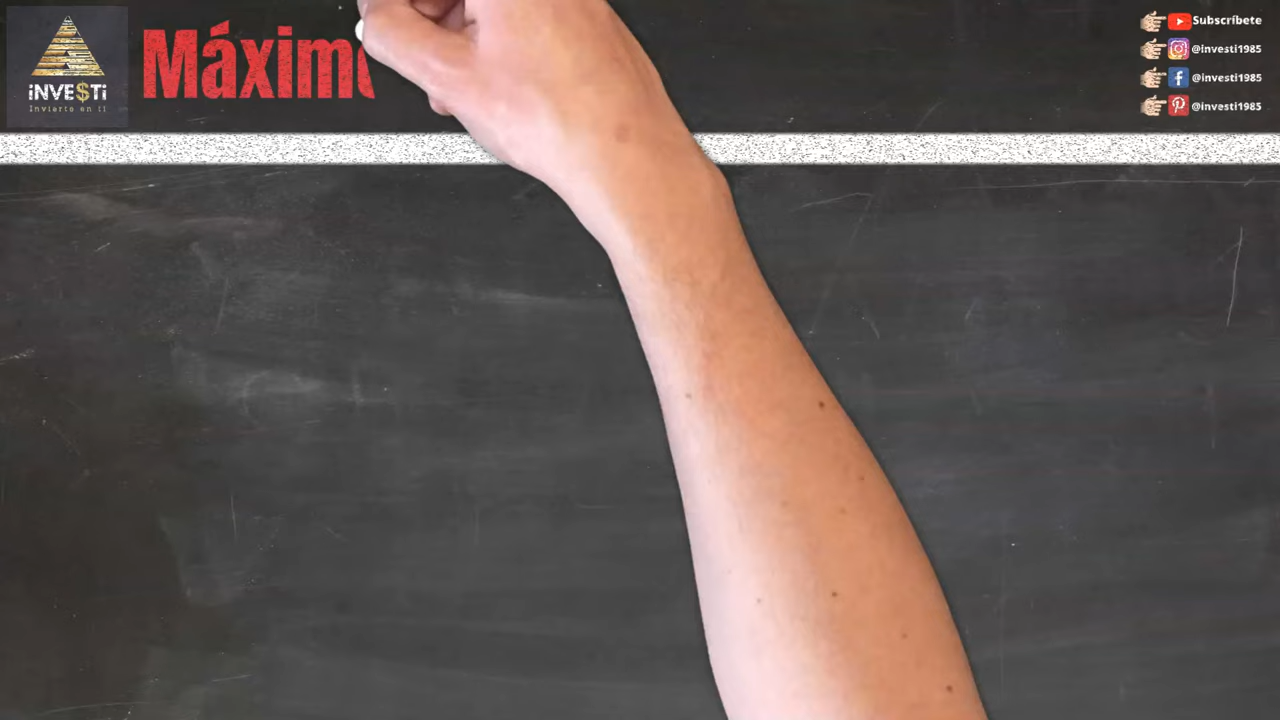 iNVE$Ti
Invierte en ti
Máximo
Subscríbete
@investi1985
@investi1985
@investi1985